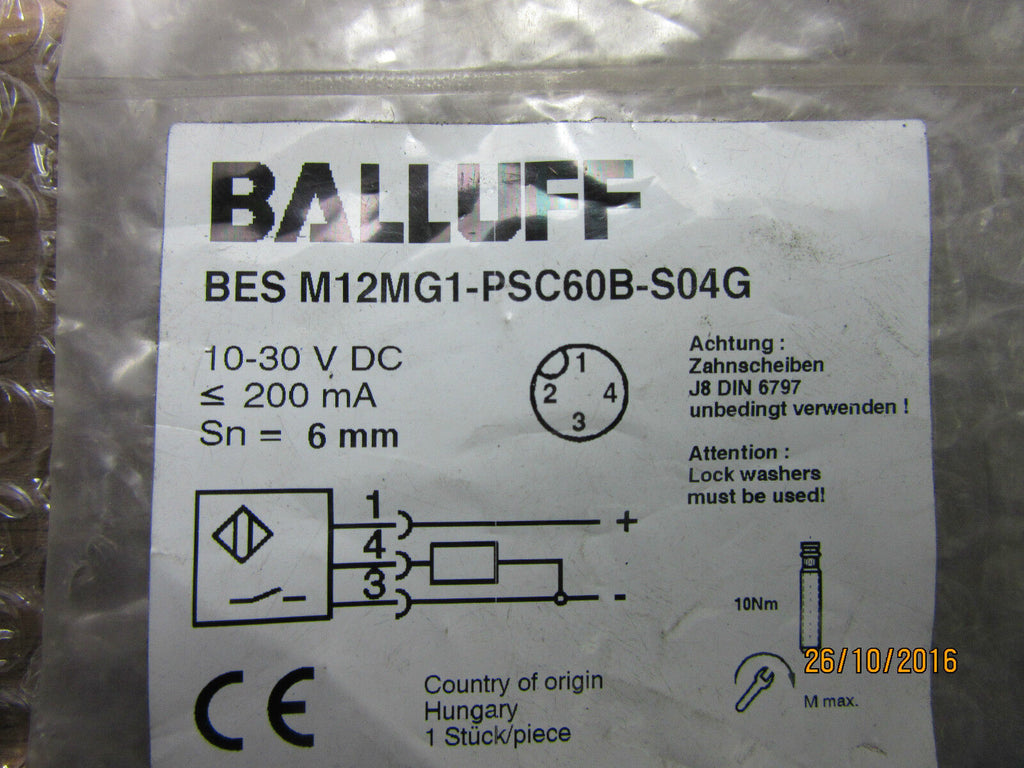 BALLUFF
BES M12MG1-PSC60B-S04G
10-30 V DC
≤ 200 mA
Sn = 6 mm
1
2
4
3
Achtung :
Zahnscheiben
J8 DIN 6797
unbedingt verwenden !
Attention :
Lock washers
must be used!
1
+
4
3
-
10Nm
M max.
CE
Country of origin
Hungary
1 Stück/piece
26/10/2016